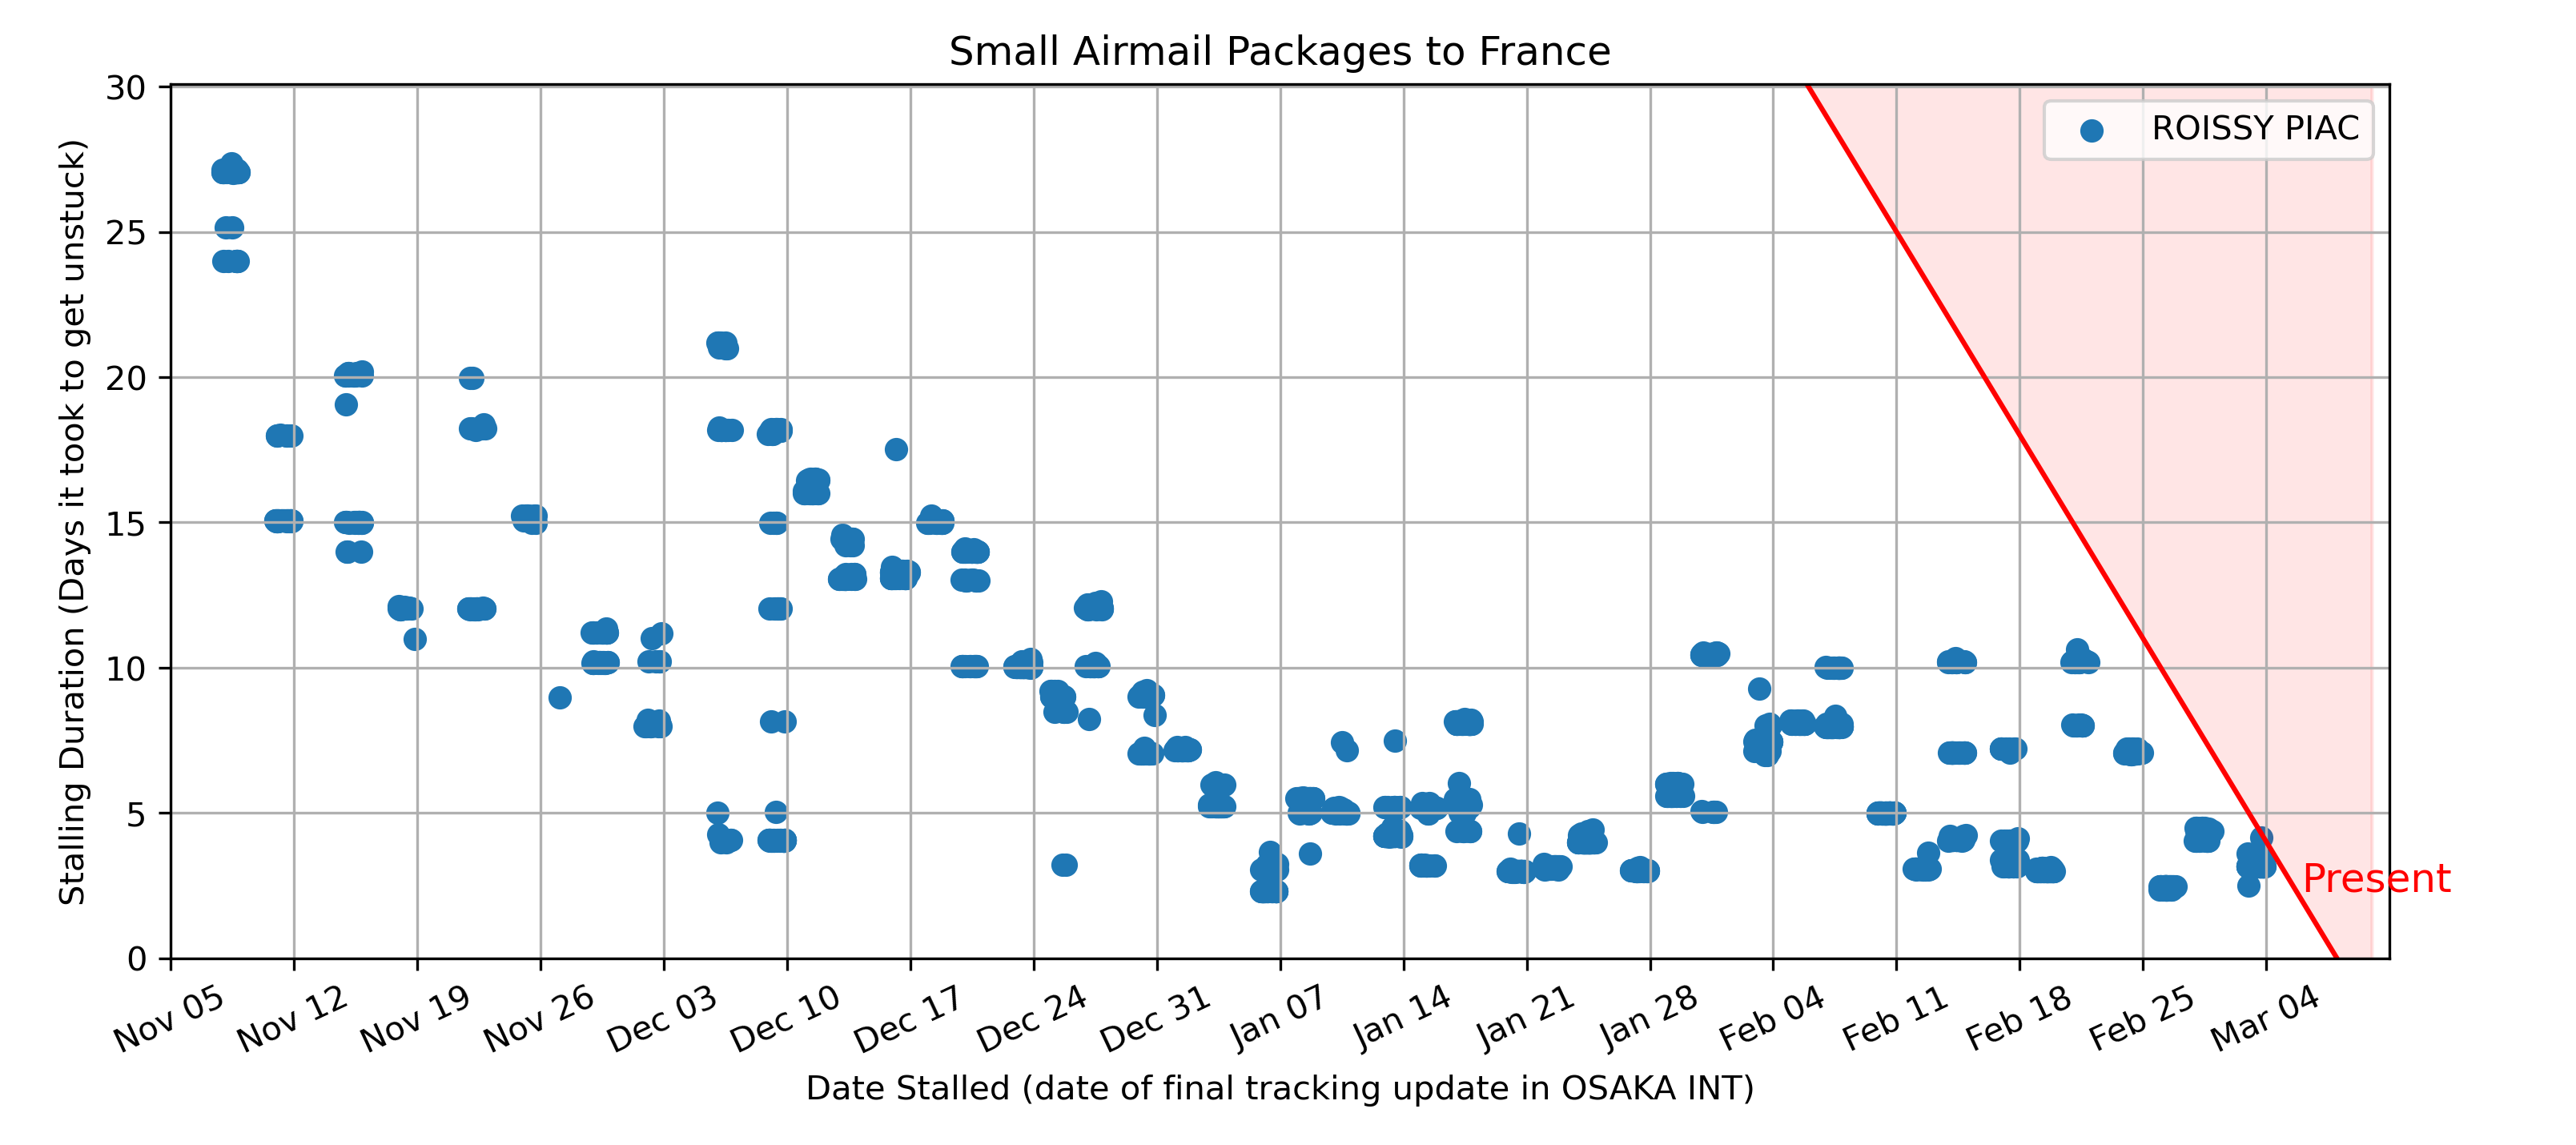 Small Airmail Packages to France
ROISSY PIAC
30
25
20
15
10
5
0
Stalling Duration (Days it took to get unstuck)
Present
Nov 05
Nov 12
Nov 19
Nov 26
Dec 03
Dec 10
Dec 17
Dec 24
Dec 31
Jan 07
Jan 14
Jan 21
Jan 28
Feb 04
Feb 11
Feb 18
Feb 25
Mar 04
Date Stalled (date of final tracking update in OSAKA INT)